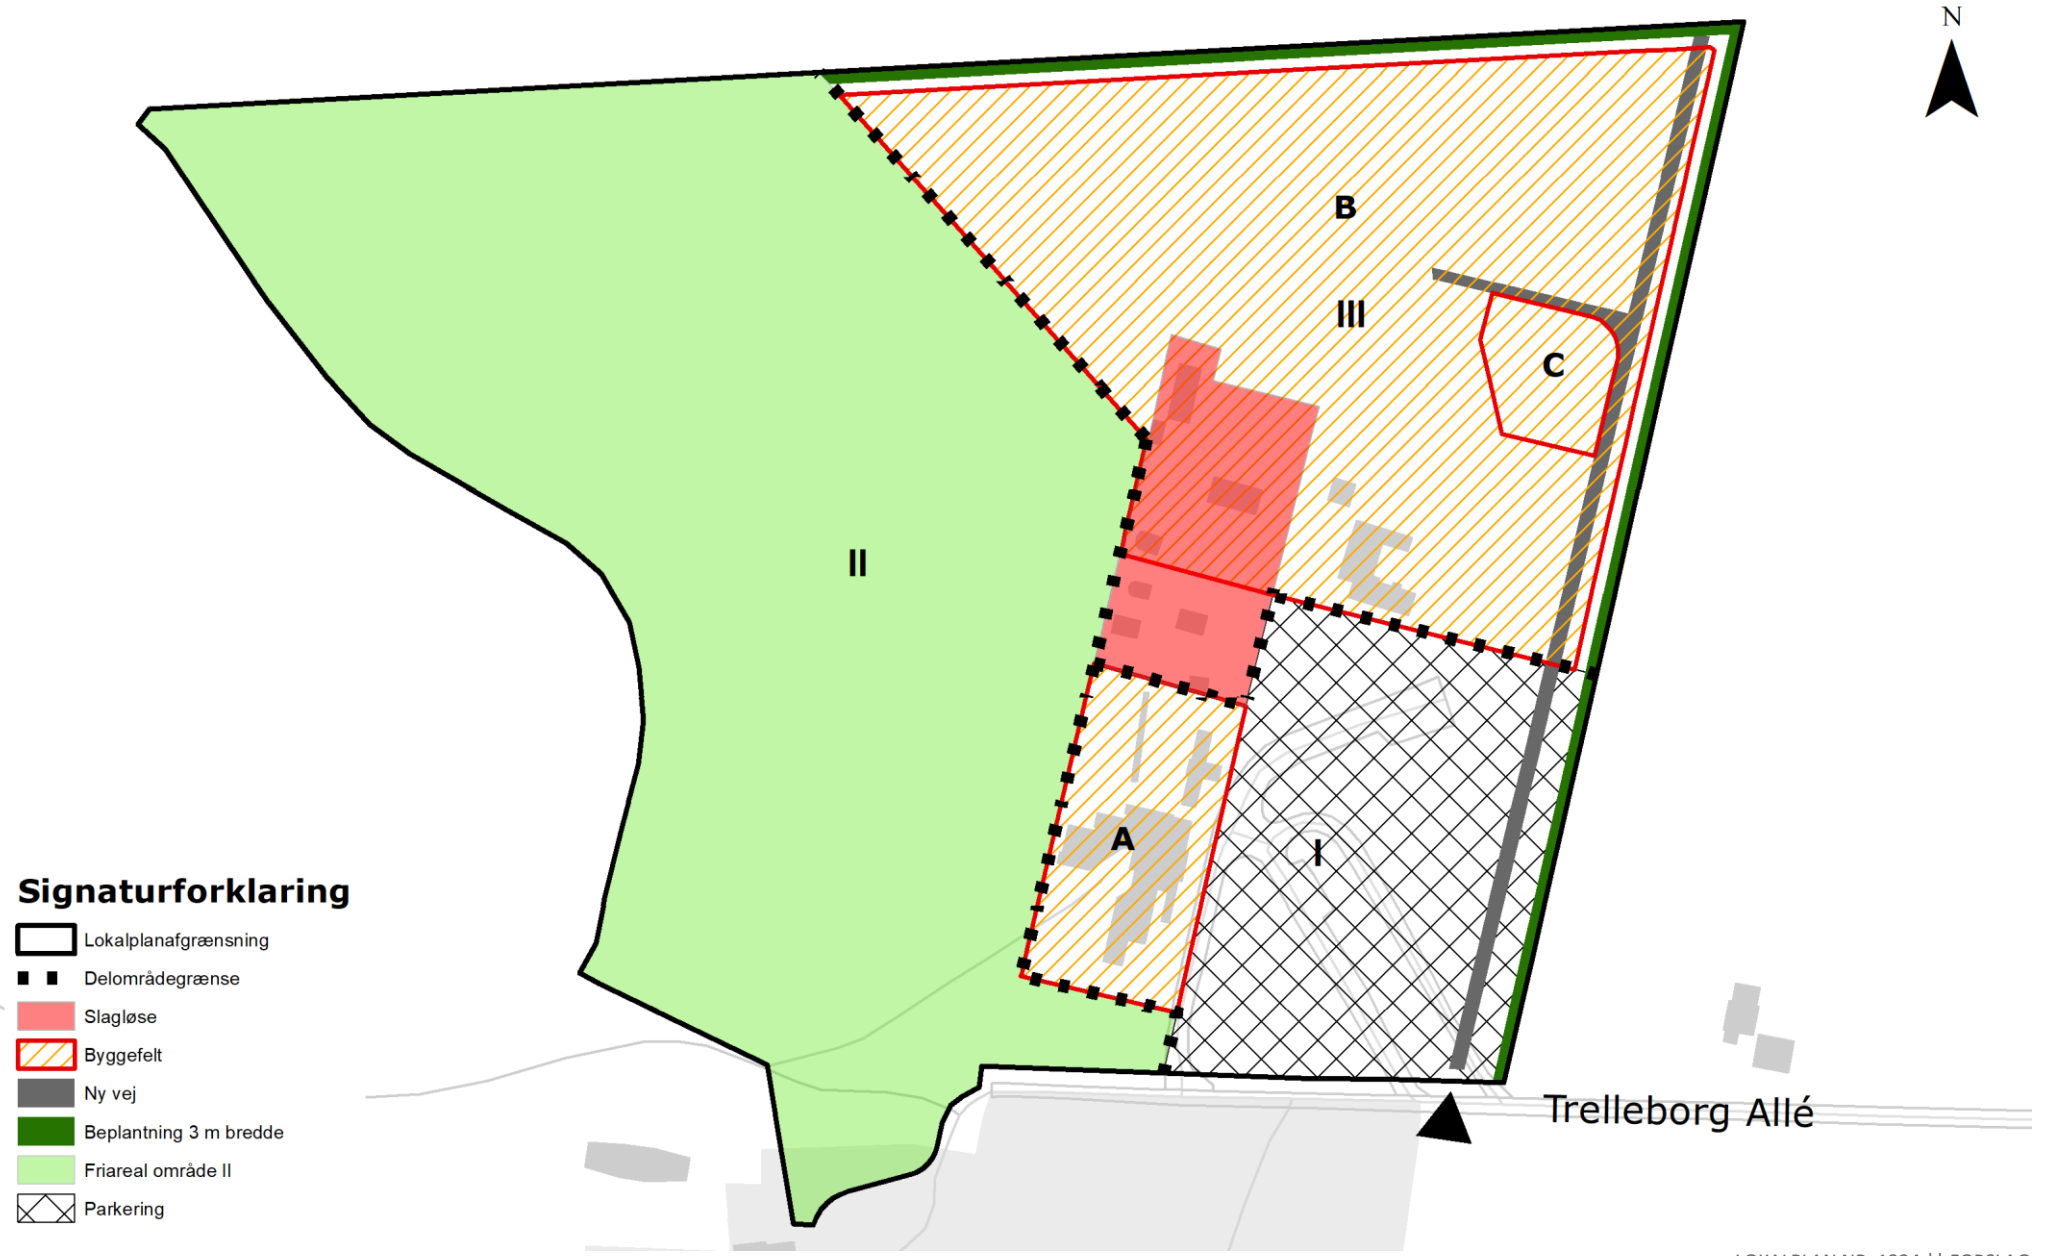 N
B
III
C
II
A
I
Signaturforklaring
Lokalplanafgrænsning
Delområdegrænse
Slagløse
Byggefelt
Ny vej
Beplantning 3 m bredde
Friareal område II
Parkering
Trelleborg Allé